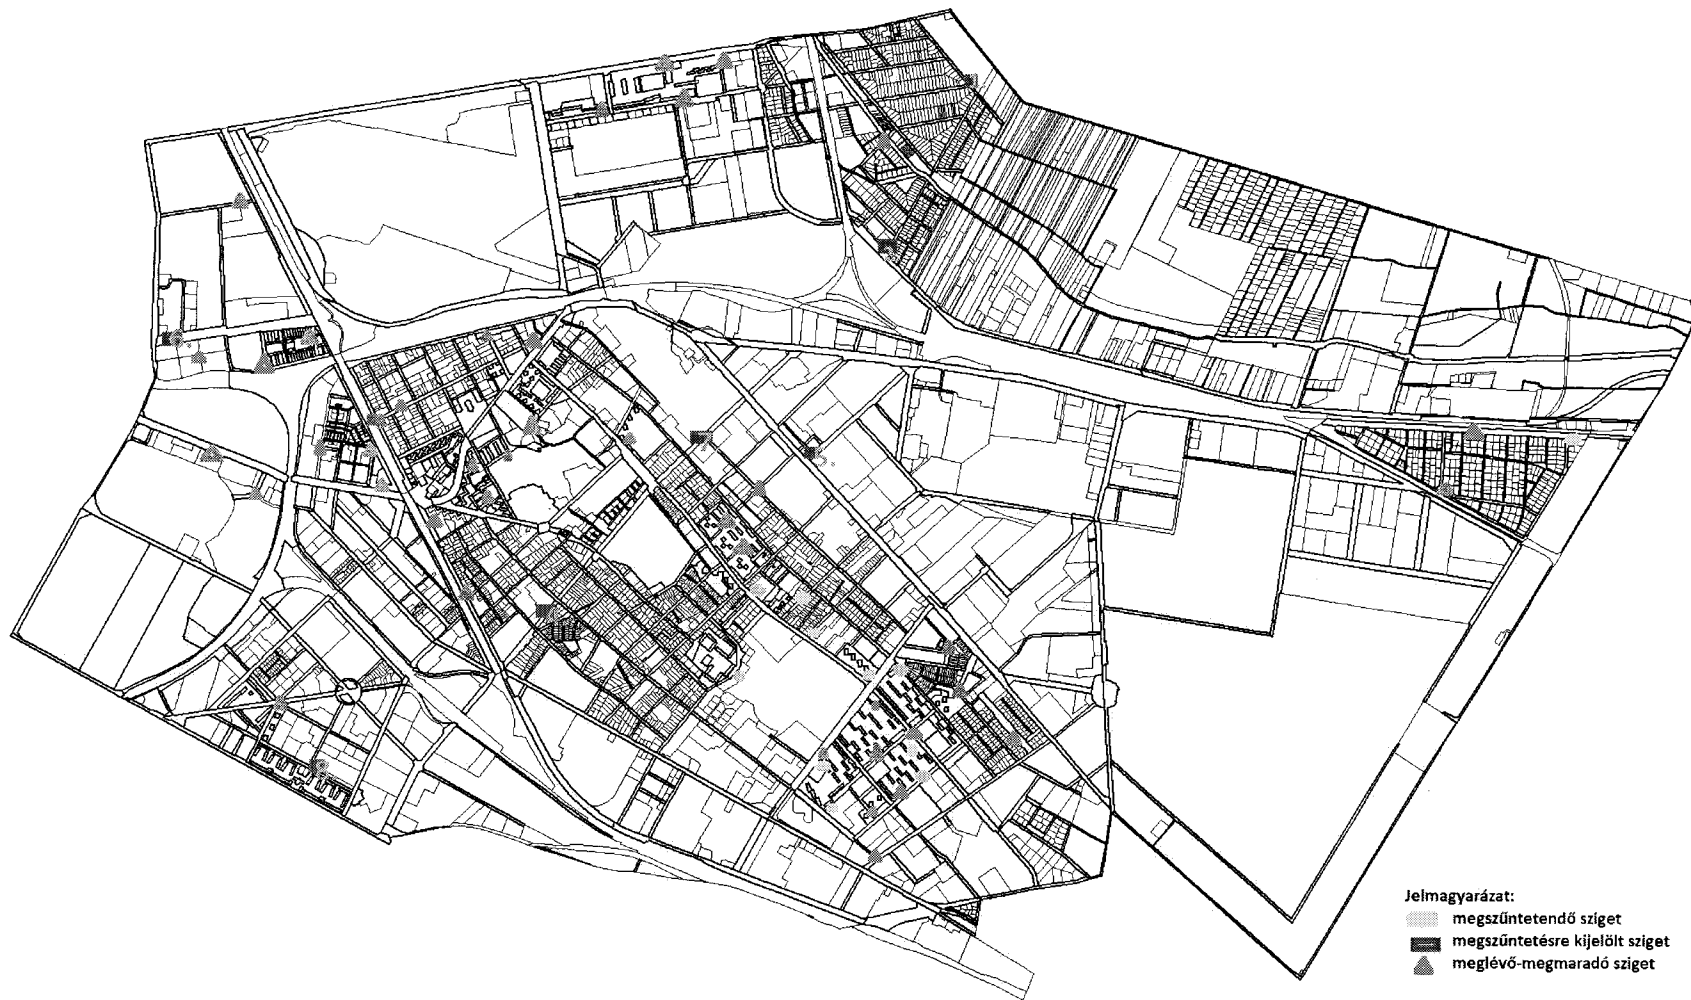 Jelmagyarázat:
megszűntetendő sziget
megszűntetésre kijelölt sziget
meglévő-megmaradó sziget